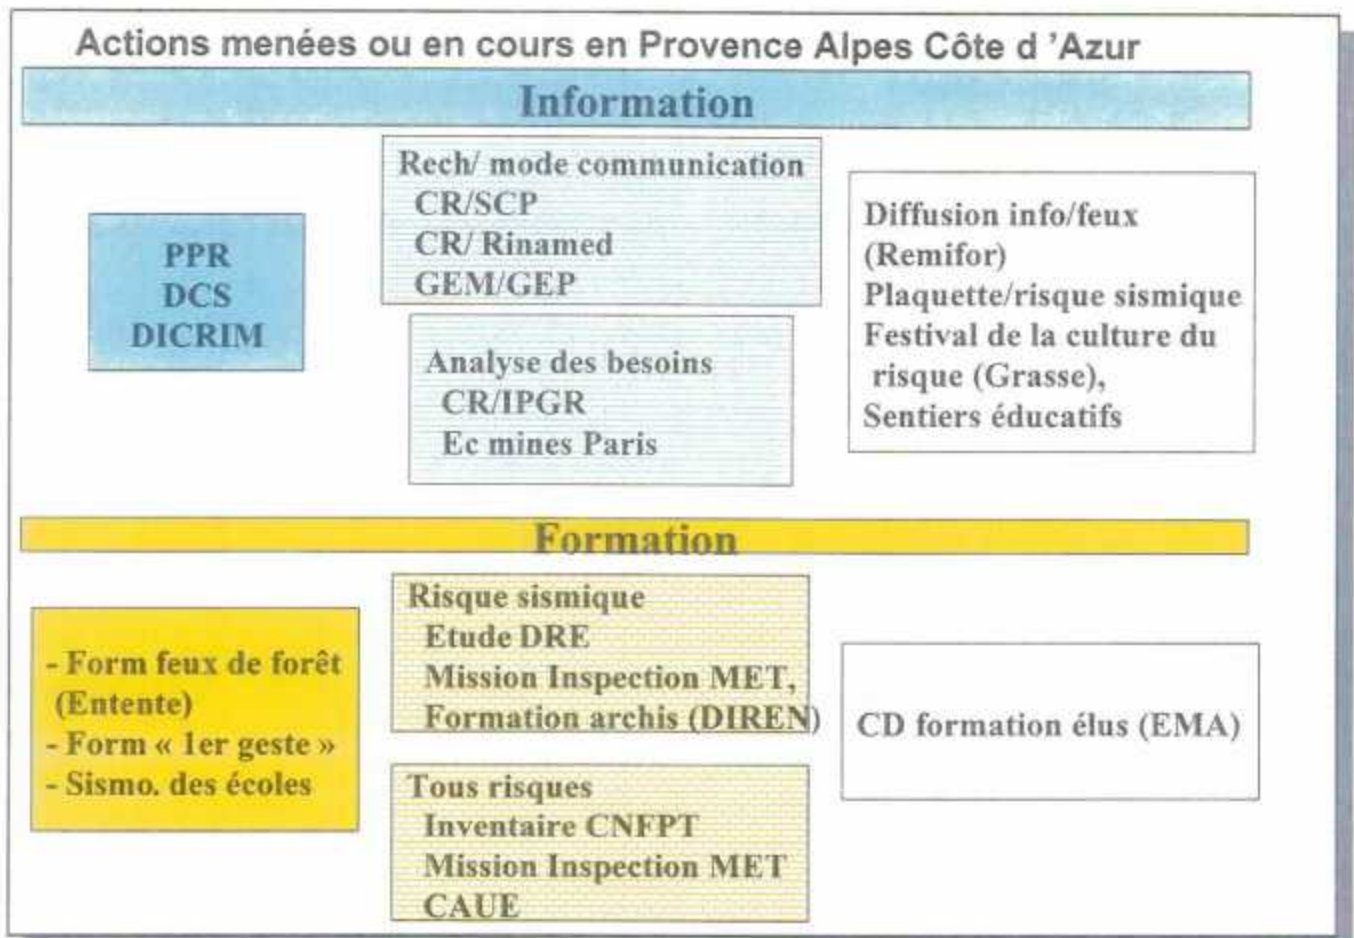 Actions menées ou en cours en Provence Alpes Côte d ’Azur
Information
PPR
DCS
DICRIM
Rech/ mode communication
CR/SCP
CR/ Rinamed
GEM/GEP
Analyse des besoins
CR/IPGR
Ec mines Paris
Diffusion info/feux
(Remifor)
Plaquette/risque sismique
Festival de la culture du
risque (Grasse),
Sentiers éducatifs
Formation
- Form feux de forêt
(Entente)
- Form « 1er geste »
- Sismo. des écoles
Risque sismique
Etude DRE
Mission Inspection MET,
Formation archis (DIREN)
Tous risques
Inventaire CNFPT
Mission Inspection MET
CAUE
CD formation élus (EMA)